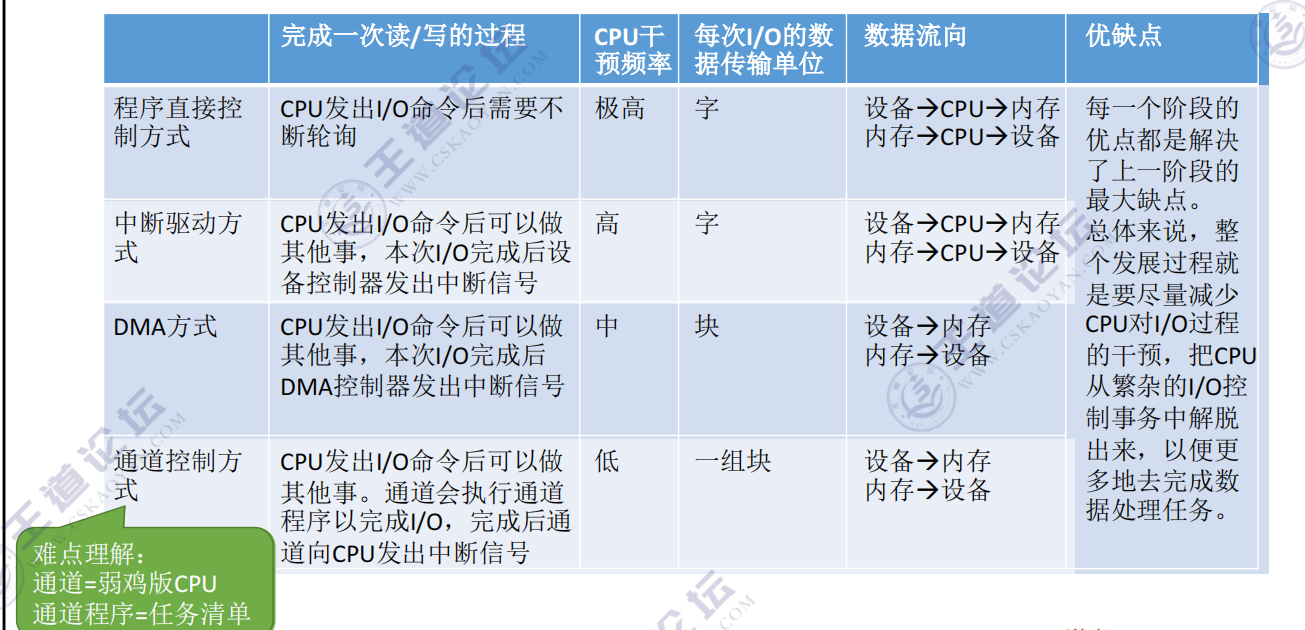 完成一次读/写的过程
CPU干
预频率
每次I/O的数
据传输单位
数据流向
优缺点
程序直接控
制方式
CPU发出I/O命令后需要不
断轮询
极高
字
设备→CPU→内存
内存→CPU→设备
每一个阶段的
优点都是解决
了上一阶段的
最大缺点。
总体来说，整
个发展过程就
是要尽量减少
CPU对I/O过程
的干预，把CPU
从繁杂的I/O控
制事务中解脱
出来，以便更
多地去完成数
据处理任务。
中断驱动方
式
CPU发出I/O命令后可以做
其他事，本次I/O完成后设
备控制器发出中断信号
高
字
设备→CPU→内存
内存→CPU→设备
DMA方式
CPU发出I/O命令后可以做
其他事，本次I/O完成后
DMA控制器发出中断信号
中
块
设备→内存
内存→设备
通道控制方
式
CPU发出I/O命令后可以做
其他事。通道会执行通道
程序以完成I/O，完成后通
道向CPU发出中断信号
低
一组块
设备→内存
内存→设备
难点理解：
通道=弱鸡版CPU
通道程序=任务清单
王道论坛
WWW.CSKAOYAN.COM